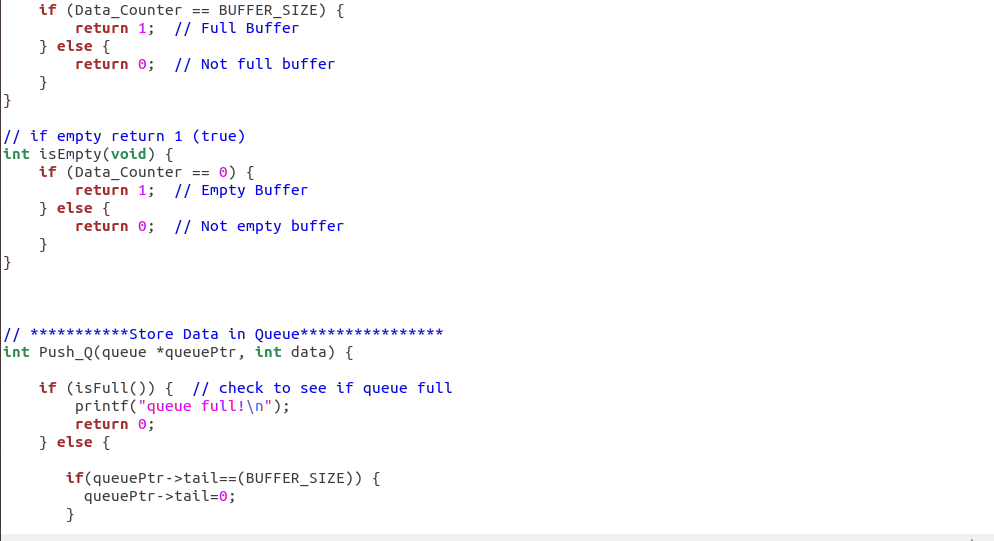 if (Data_Counter == BUFFER_SIZE) {
        return 1;  // Full Buffer
    } else {
        return 0;  // Not full buffer
    }
}

// if empty return 1 (true)
int isEmpty(void) {
    if (Data_Counter == 0) {
        return 1;  // Empty Buffer
    } else {
        return 0;  // Not empty buffer
    }
}

// ***********Store Data in Queue****************
int Push_Q(queue *queuePtr, int data) {

    if (isFull()) {  // check to see if queue full
        printf("queue full!\n");
        return 0;
    } else {

       if(queuePtr->tail==(BUFFER_SIZE)) {
         queuePtr->tail=0;
       }